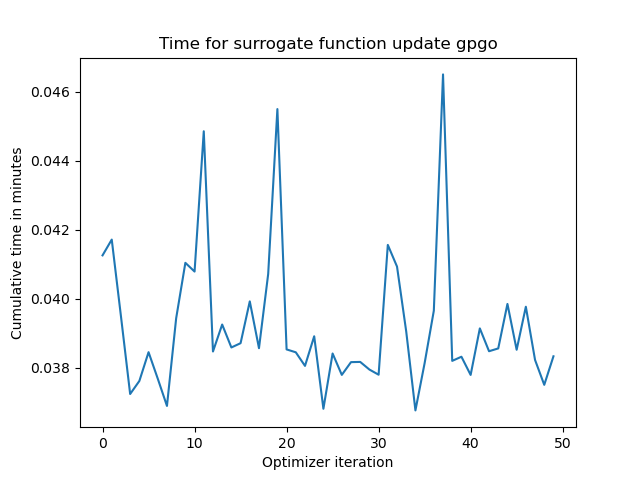 Time for surrogate function update gpgo
0.046
0.044
0.042
0.040
0.038
Cumulative time in minutes
0 10 20 30 40 50
Optimizer iteration